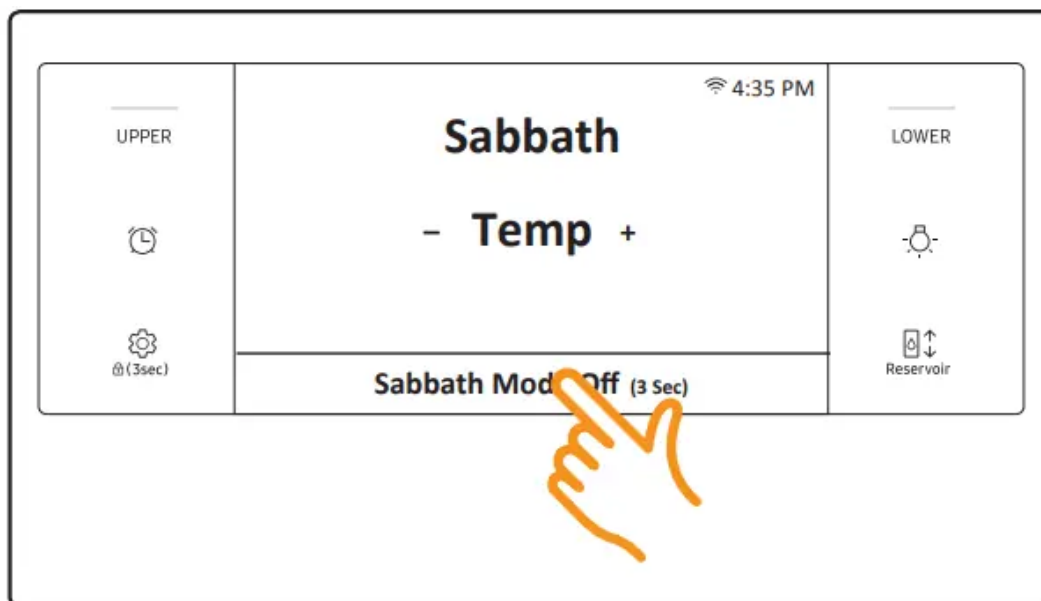 4:35 PM
UPPER
Sabbath
LOWER
– Temp +
(3sec)
Reservoir
Sabbath Mode Off (3 Sec)